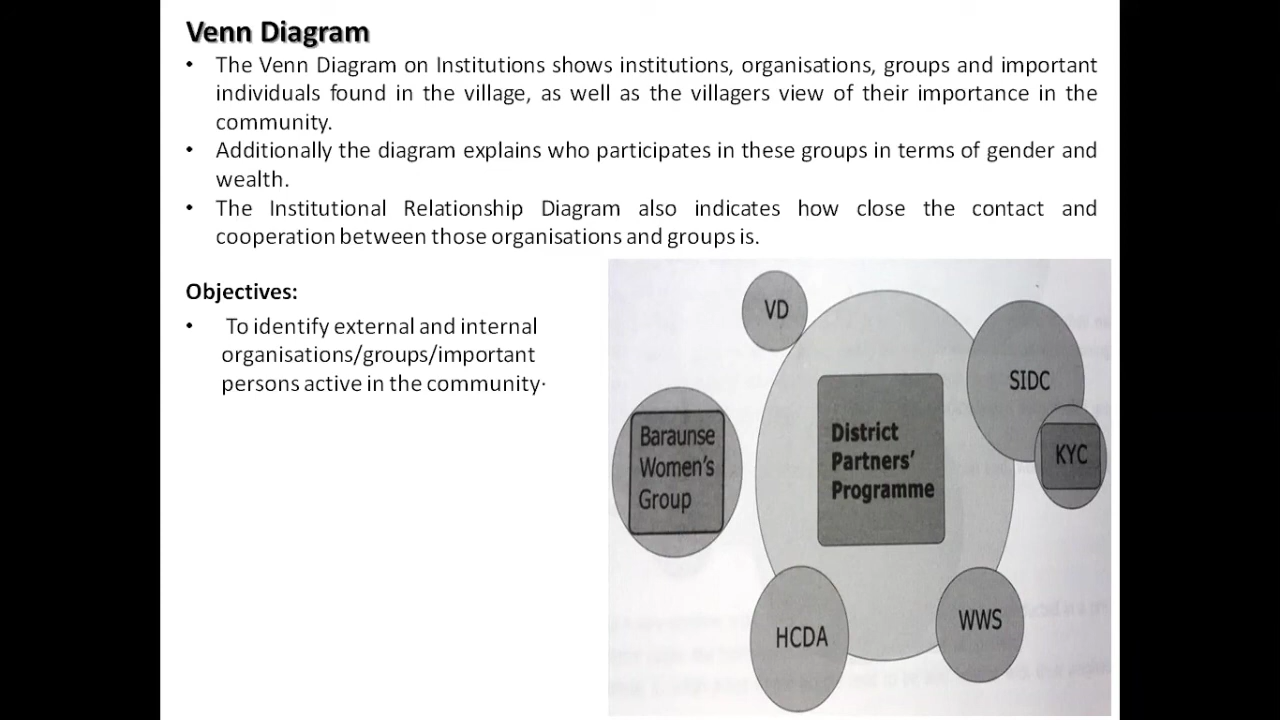 Venn Diagram
• The Venn Diagram on Institutions shows institutions, organisations, groups and important
individuals found in the village, as well as the villagers view of their importance in the
community.
• Additionally the diagram explains who participates in these groups in terms of gender and
wealth.
• The Institutional Relationship Diagram also indicates how close the contact and
cooperation between those organisations and groups is.
Objectives:
• To identify external and internal
organisations/groups/important
persons active in the community·
VD
SIDC
District
Partners’
Programme
Baraunse
Women’s
Group
KYC
HCDA
WWS